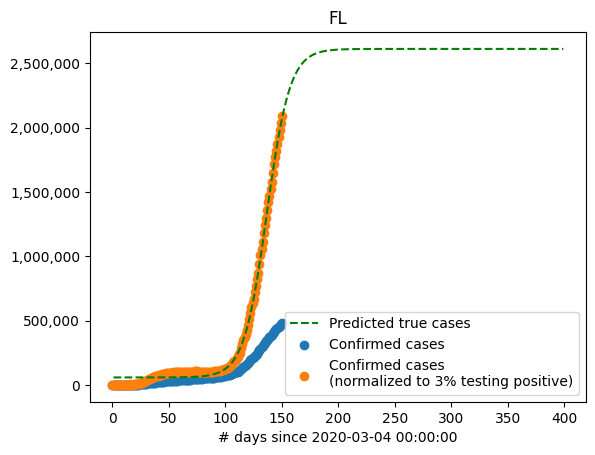 FL
2,500,000
2,000,000
1,500,000
1,000,000
500,000
0
Predicted true cases
Confirmed cases
Confirmed cases
(normalized to 3% testing positive)
0 50 100 150 200 250 300 350 400
# days since 2020-03-04 00:00:00